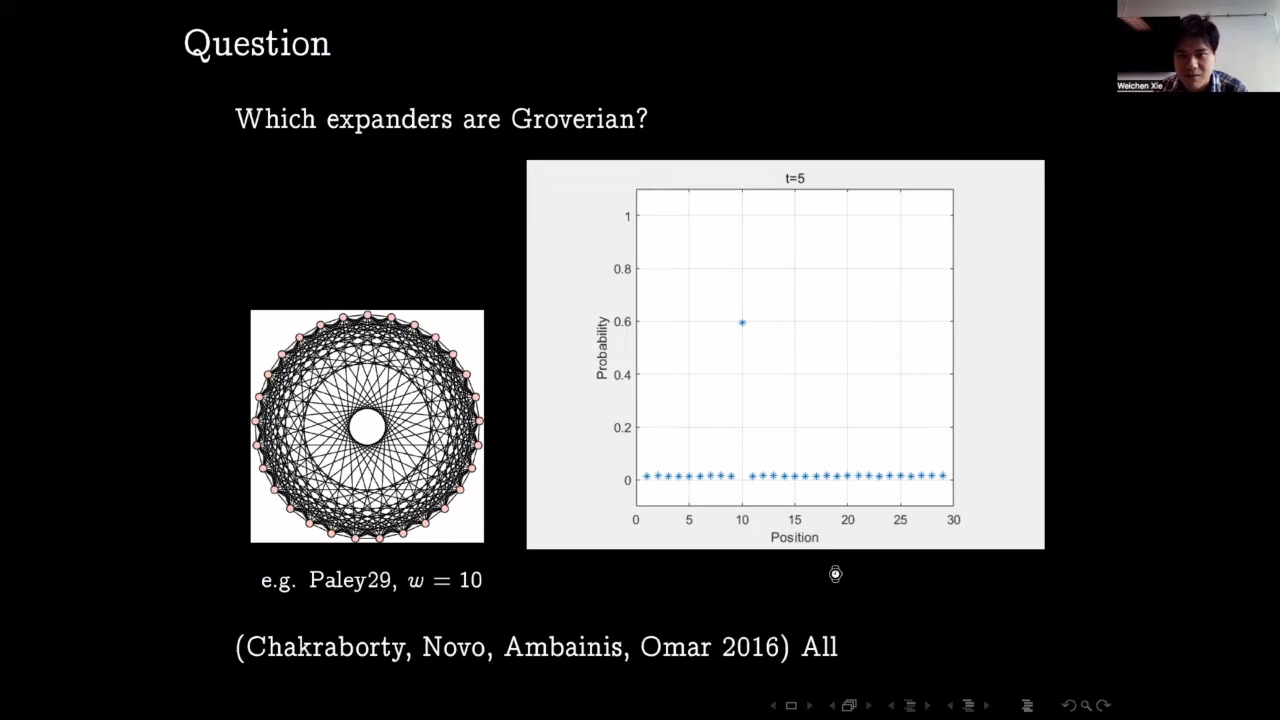 Question
Weichen Xie
Which expanders are Groverian?
t=5
1
0.8
0.6
0.4
0.2
0
Probability
0 5 10 15 20 25 30
Position
e.g. Paley29, w = 10
(Chakraborty, Novo, Ambainis, Omar 2016) All